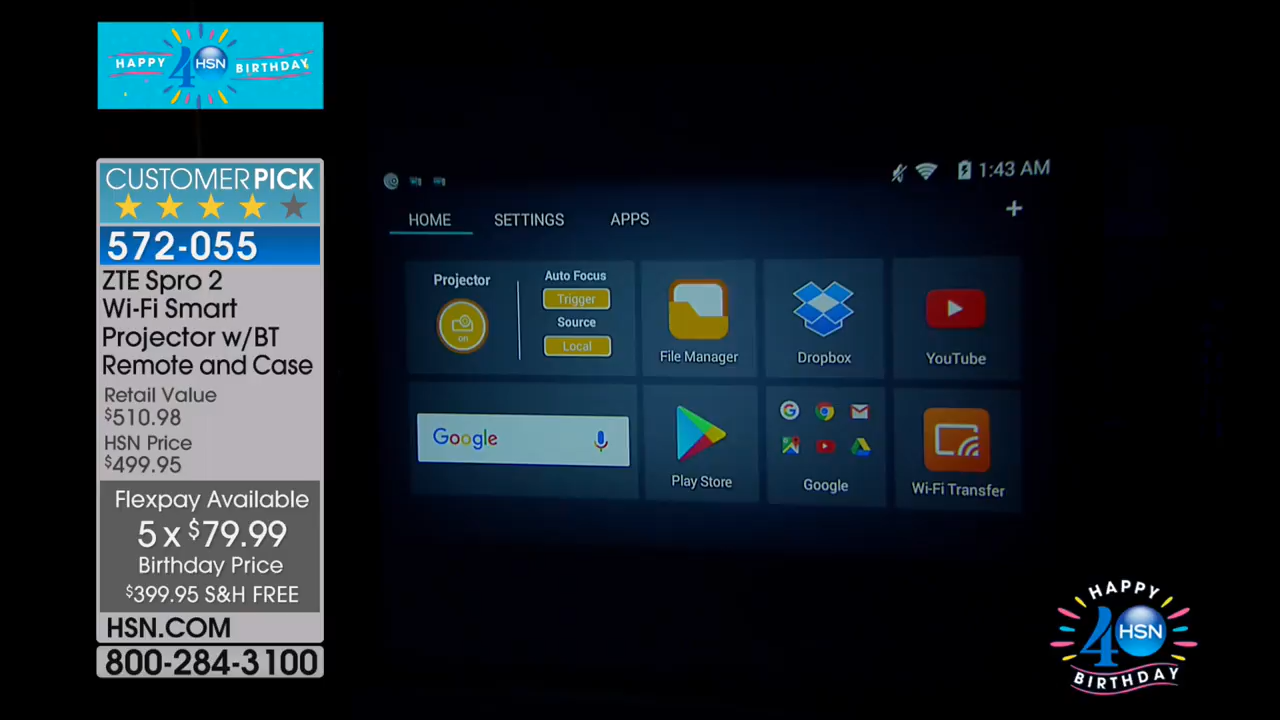 HAPPY 40 HSN BIRTHDAY
CUSTOMER PICK
572-055
ZTE Spro 2
Wi-Fi Smart
Projector w/BT
Remote and Case
Retail Value
$510.98
HSN Price
$499.95
Flexpay Available
5 x $79.99
Birthday Price
$399.95 S&H FREE
HSN.COM
800-284-3100
1:43 AM
HOME SETTINGS APPS
+
Projector
on
Auto Focus
Trigger
Source
Local
File Manager
Dropbox
YouTube
Google
Play Store
G
Google
Wi-Fi Transfer
HAPPY
40 HSN
BIRTHDAY